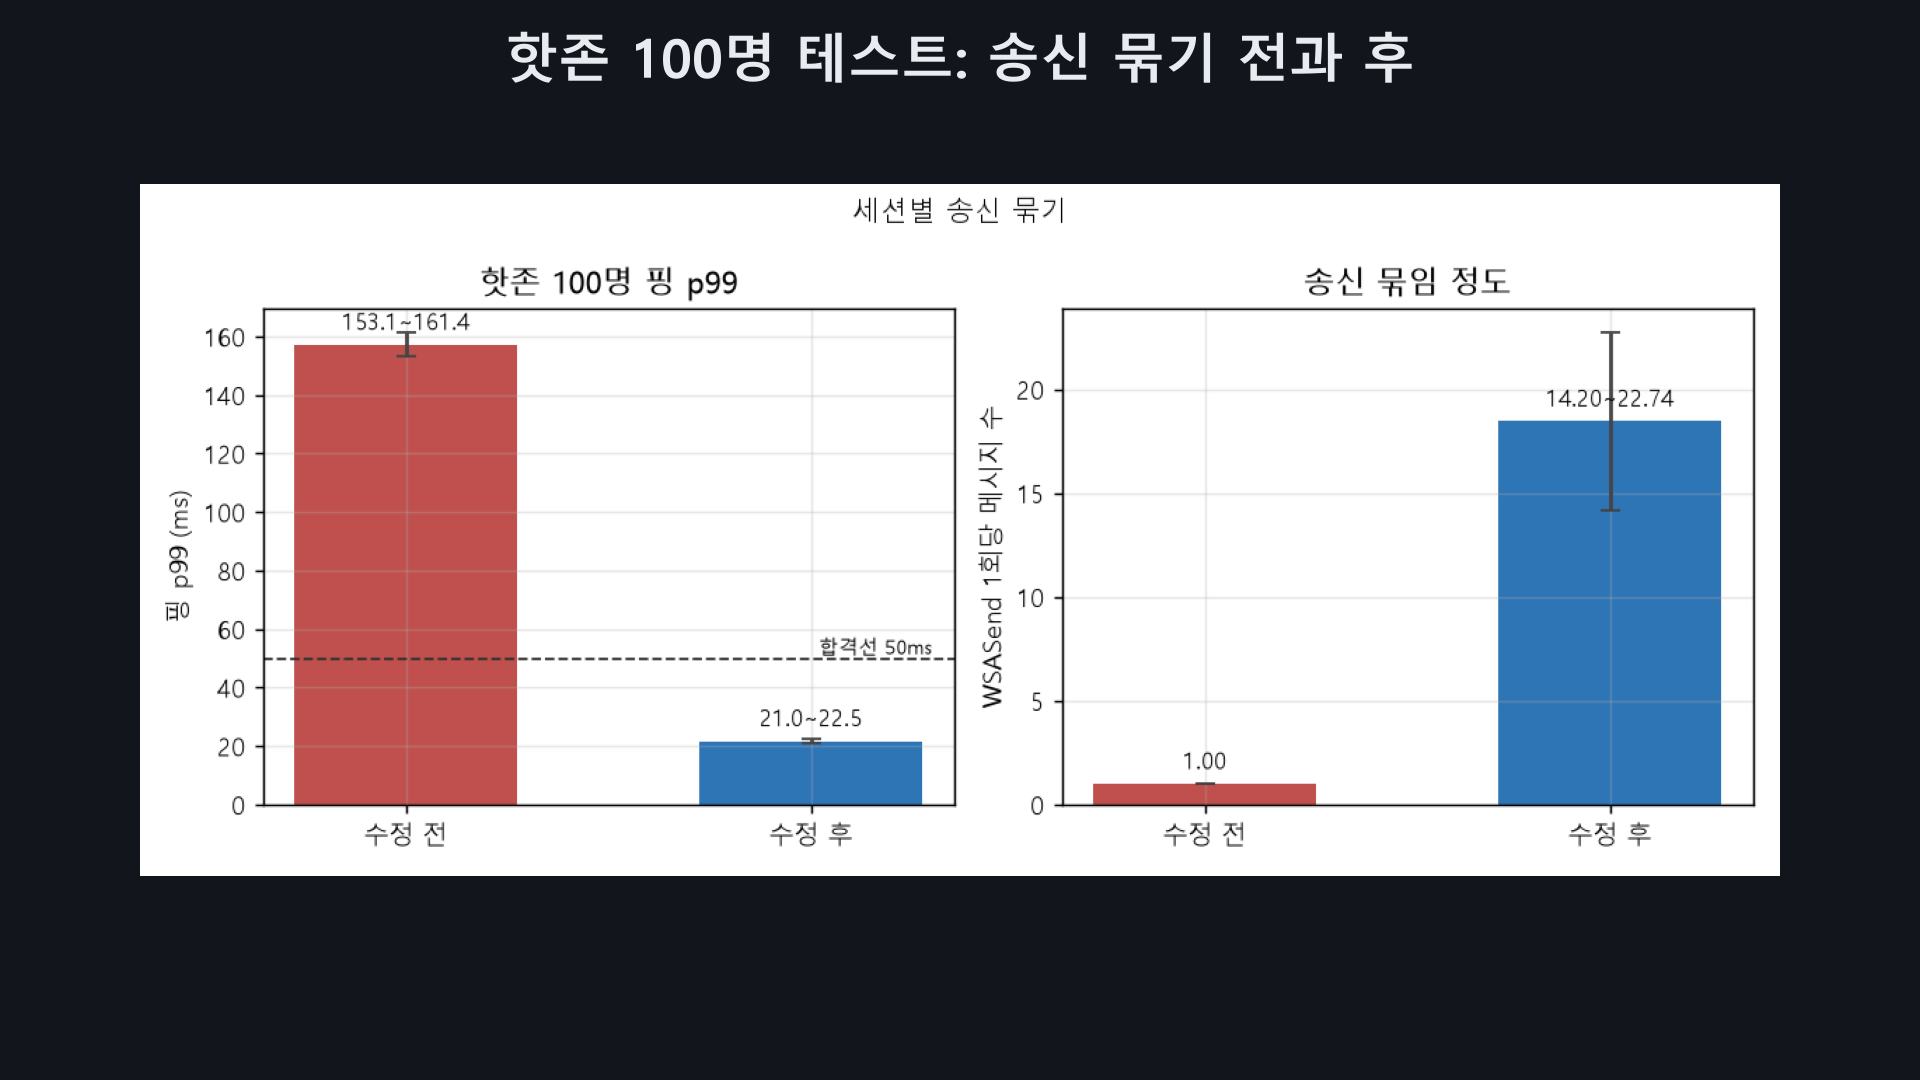 핫존 100명 테스트: 송신 묶기 전과 후
세션별 송신 묶기
핫존 100명 핑 p99
153.1~161.4
160
140
120
100
80
60
40
20
0
핑 p99 (ms)
합격선 50ms
21.0~22.5
수정 전
수정 후
송신 묶임 정도
WSASend 1회당 메시지 수
20
15
10
5
0
14.20~22.74
1.00
수정 전
수정 후